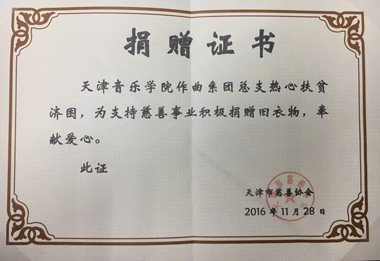 捐赠证书
天津音乐学院作曲系团总支热心扶贫
济困，为支持慈善事业积极捐赠旧衣物，奉
献爱心。
此证
天津市慈善协会
2016年11月28日